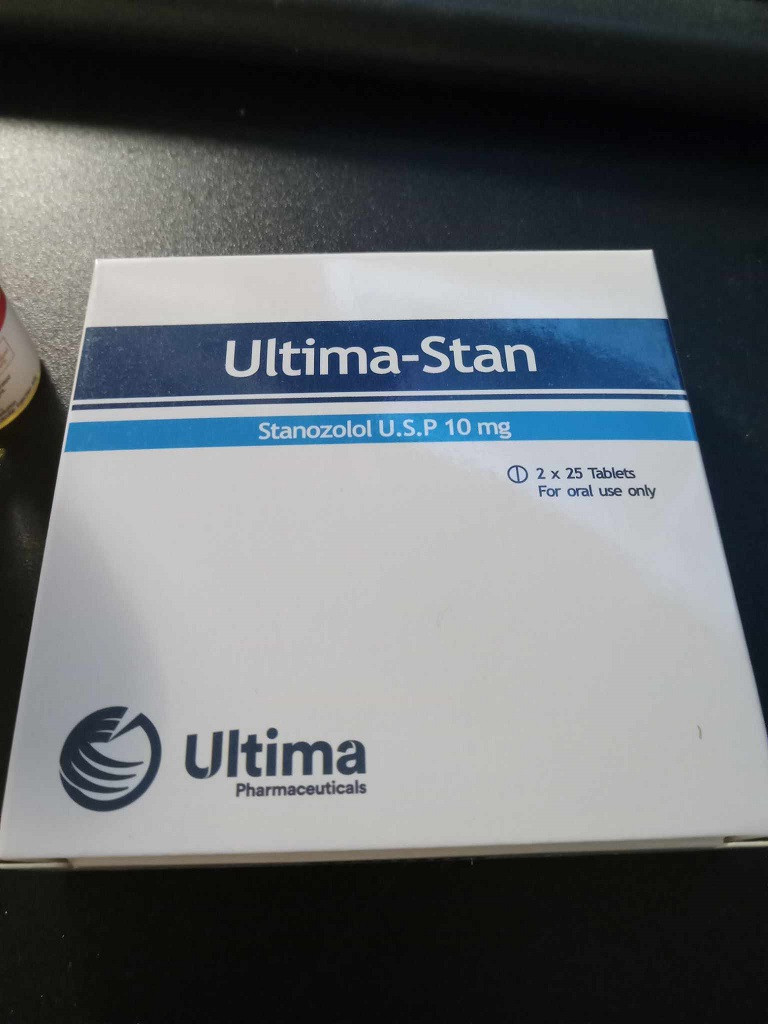 Ultima-Stan
Stanozolol U.S.P 10 mg
2 x 25 Tablets
For oral use only
Ultima
Pharmaceuticals